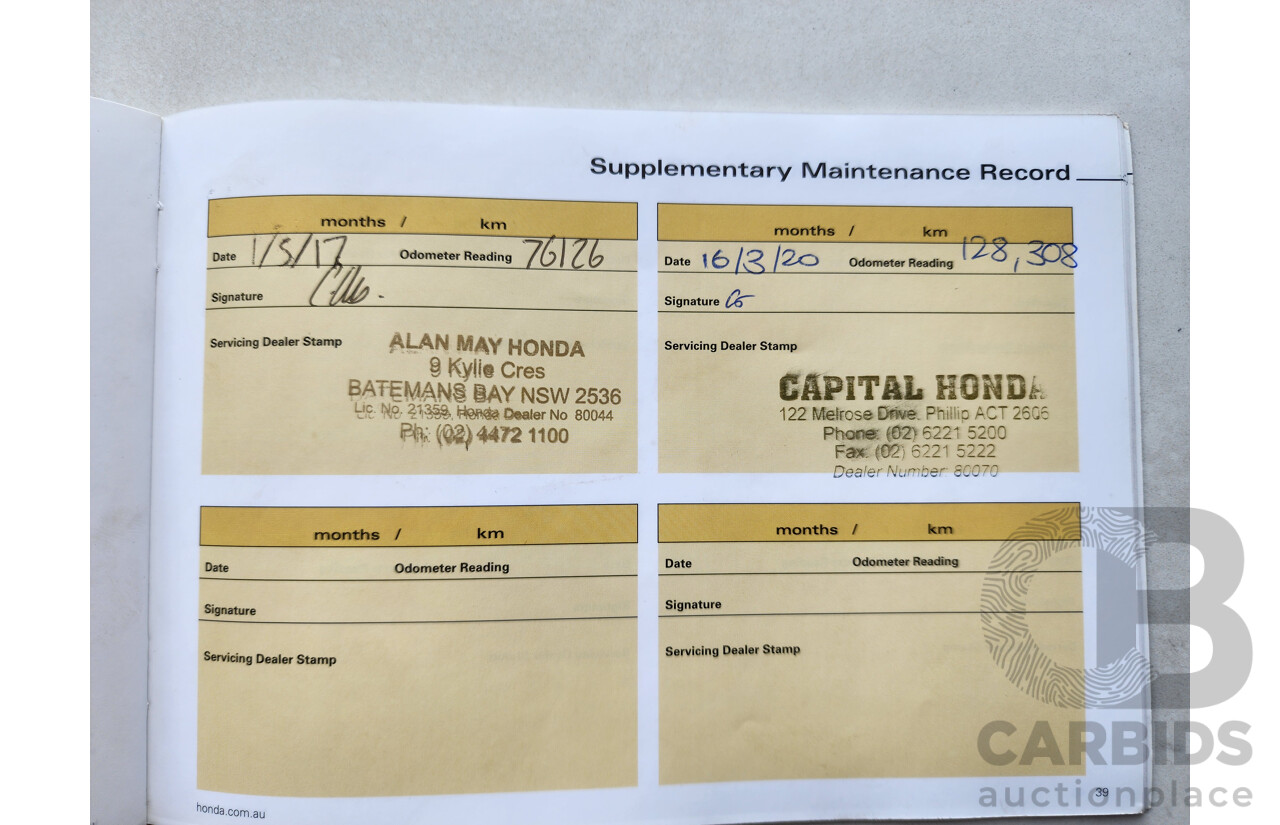 Supplementary Maintenance Record
months / km
Date 1/5/17 Odometer Reading 76126
Signature
Servicing Dealer Stamp
ALAN MAY HONDA
9 Kylie Cres
BATEMANS BAY NSW 2536
Lic. No. 21359, Honda Dealer No 80044
Ph: (02) 4472 1100
months / km
Date 16/3/20 Odometer Reading 128,308
Signature
Servicing Dealer Stamp
CAPITAL HONDA
122 Melrose Drive. Phillip ACT 2606
Phone: (02) 6221 5200
Fax: (02) 6221 5222
Dealer Number: 80070
months / km
Date Odometer Reading
Signature
Servicing Dealer Stamp
months / km
Date Odometer Reading
Signature
Servicing Dealer Stamp
honda.com.au
39
CB
CARBIDS
auctionplace